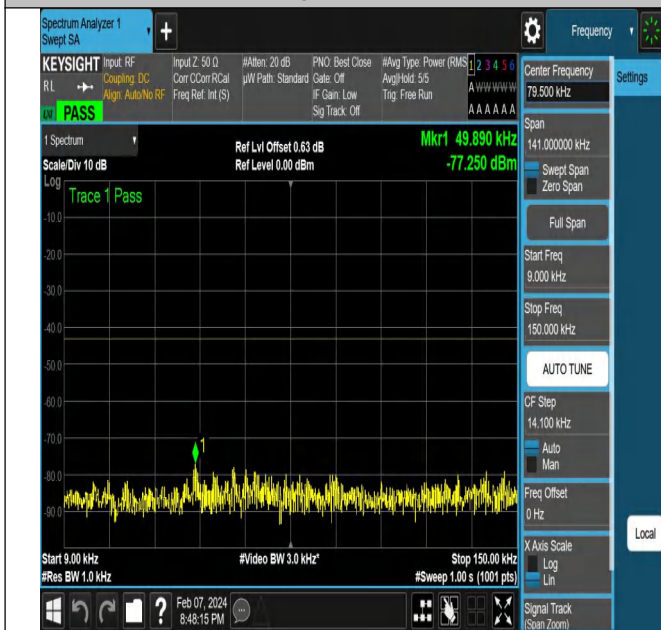 Spectrum Analyzer 1
Swept SA
+
Frequency
KEYSIGHT
RL
PASS
Input: RF
Coupling: DC
Align: Auto/No RF
Input Z: 50 Ω
Corr CCorr RCal
Freq Ref: Int (S)
#Atten: 20 dB
µW Path: Standard
PNO: Best Close
Gate: Off
IF Gain: Low
Sig Track: Off
#Avg Type: Power (RMS
Avg|Hold: 5/5
Trig: Free Run
1 2 3 4 5 6
A W W W W W
A A A A A A
1 Spectrum
Scale/Div 10 dB
Ref Lvl Offset 0.63 dB
Ref Level 0.00 dBm
Mkr1 49.890 kHz
-77.250 dBm
Log
Trace 1 Pass
-10.0
-20.0
-30.0
-40.0
-50.0
-60.0
-70.0
-80.0
-90.0
1
Start 9.00 kHz
#Res BW 1.0 kHz
#Video BW 3.0 kHz*
Stop 150.00 kHz
#Sweep 1.00 s (1001 pts)
Feb 07, 2024
8:48:15 PM
Center Frequency
79.500 kHz
Span
141.000000 kHz
Swept Span
Zero Span
Full Span
Start Freq
9.000 kHz
Stop Freq
150.000 kHz
AUTO TUNE
CF Step
14.100 kHz
Auto
Man
Freq Offset
0 Hz
X Axis Scale
Log
Lin
Signal Track
(Span Zoom)
Settings
Local